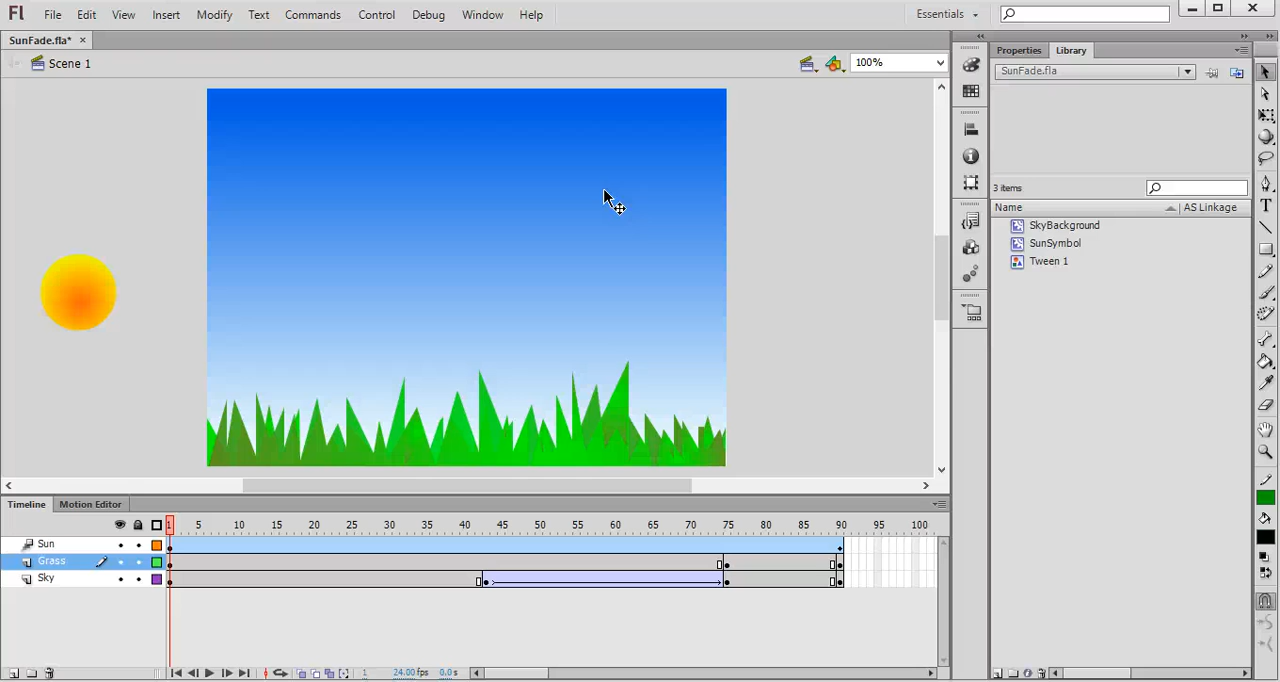 Fl File Edit View Insert Modify Text Commands Control Debug Window Help Essentials
SunFade.fla* ×
Scene 1 100%
Properties Library
SunFade.fla
3 items
Name AS Linkage
SkyBackground
SunSymbol
Tween 1
Timeline Motion Editor
1 5 10 15 20 25 30 35 40 45 50 55 60 65 70 75 80 85 90 95 100
Sun
Grass
Sky
1 24.00 fps 0.0 s